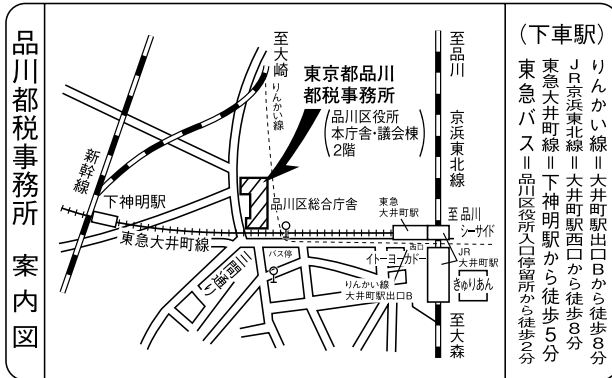 品川都税事務所 案内図
(下車駅)
りんかい線=大井町駅出口Bから徒歩8分
JR京浜東北線=大井町駅西口から徒歩8分
東急大井町線=下神明駅から徒歩5分
東急バス=品川区役所入口停留所から徒歩2分
至品川
京浜東北線
至大崎
りんかい線
東京都品川
都税事務所
(品川区役所
本庁舎・議会棟
2階)
新幹線
下神明駅
品川区総合庁舎
東急
大井町駅
至品川
シーサイド
東急大井町線
バス停
三間通り
西口
イトーヨーカドー
JR
大井町駅
りんかい線
大井町駅出口B
きゅりあん
至大森